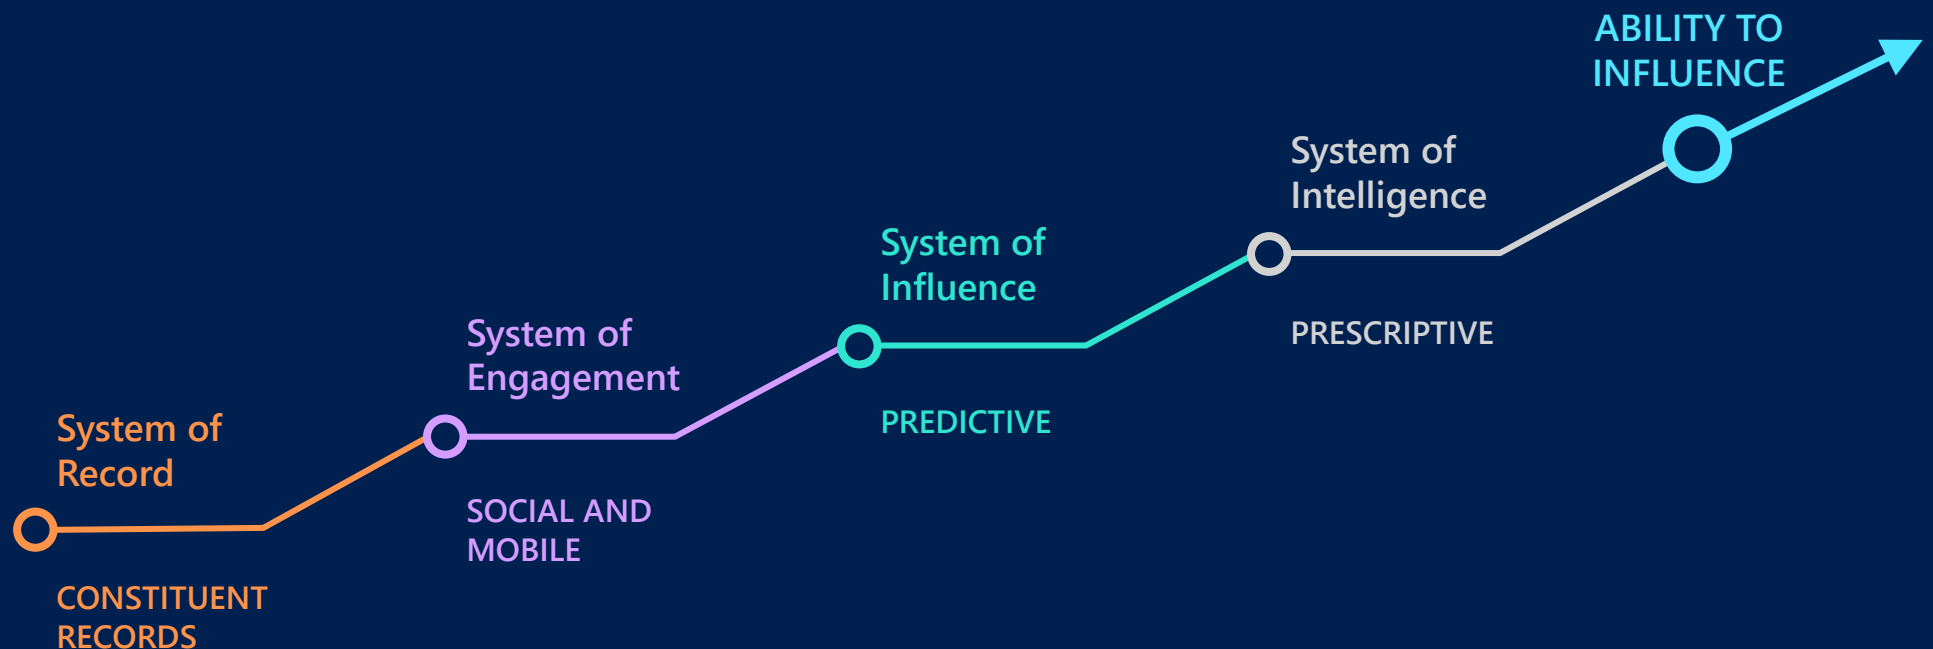 System of
Record
CONSTITUENT
RECORDS
System of
Engagement
SOCIAL AND
MOBILE
System of
Influence
PREDICTIVE
System of
Intelligence
PRESCRIPTIVE
ABILITY TO
INFLUENCE